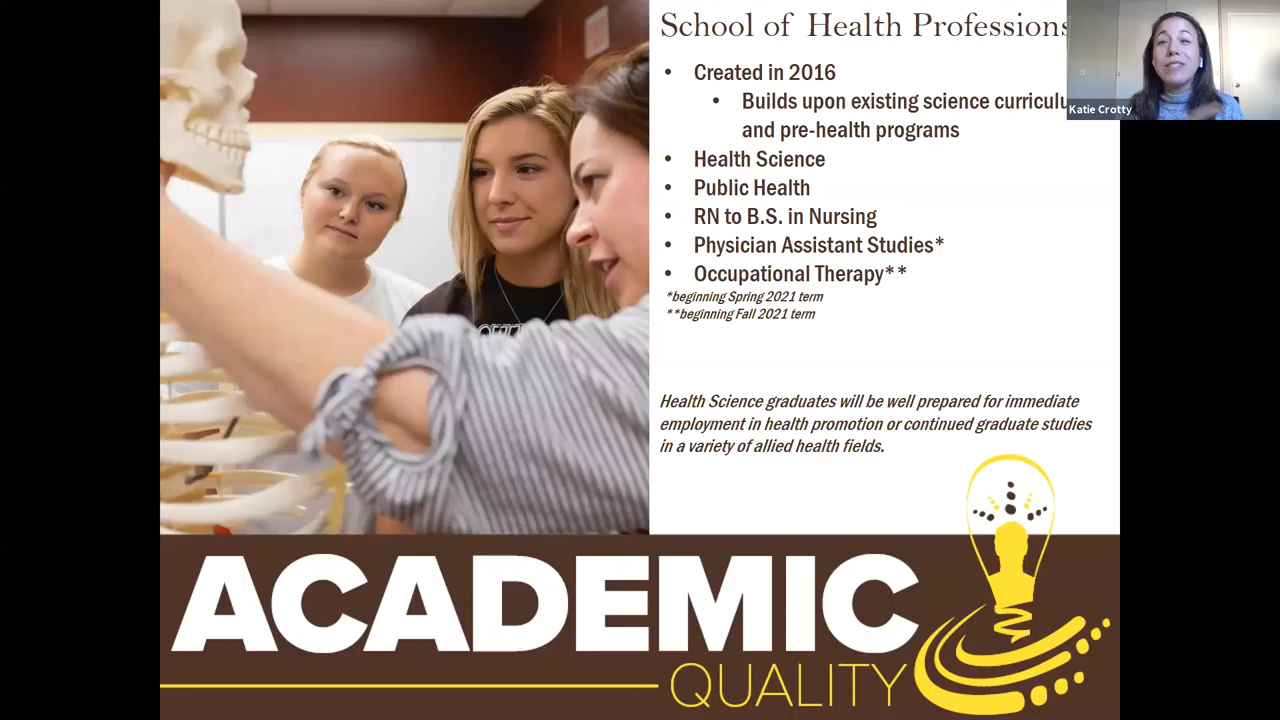 School of Health Professions
Katie Crotty
• Created in 2016
• Builds upon existing science
and pre-health programs
• Health Science
• Public Health
• RN to B.S. in Nursing
• Physician Assistant Studies*
• Occupational Therapy**
*beginning Spring 2021 term
**beginning Fall 2021 term
Health Science graduates will be well prepared for immediate
employment in health promotion or continued graduate studies
in a variety of allied health fields.
ACADEMIC
QUALITY